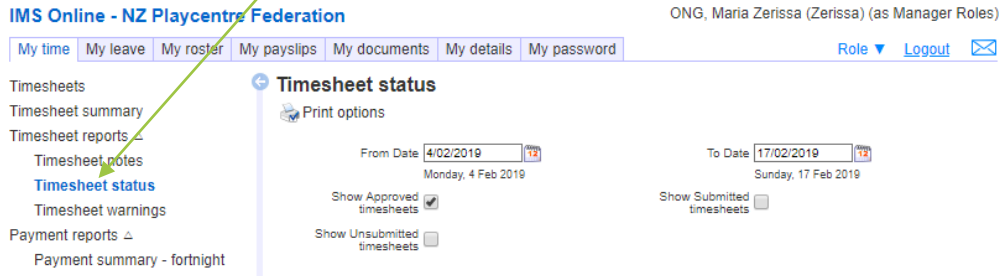 IMS Online - NZ Playcentre Federation
ONG, Maria Zerissa (Zerissa) (as Manager Roles)
My time My leave My roster My payslips My documents My details My password
Role ▼ Logout
Timesheets
Timesheet summary
Timesheet reports △
Timesheet notes
Timesheet status
Timesheet warnings
Payment reports △
Payment summary - fortnight
Timesheet status
Print options
From Date 4/02/2019 12
Monday, 4 Feb 2019
To Date 17/02/2019 12
Sunday, 17 Feb 2019
Show Approved
timesheets
Show Submitted
timesheets
Show Unsubmitted
timesheets